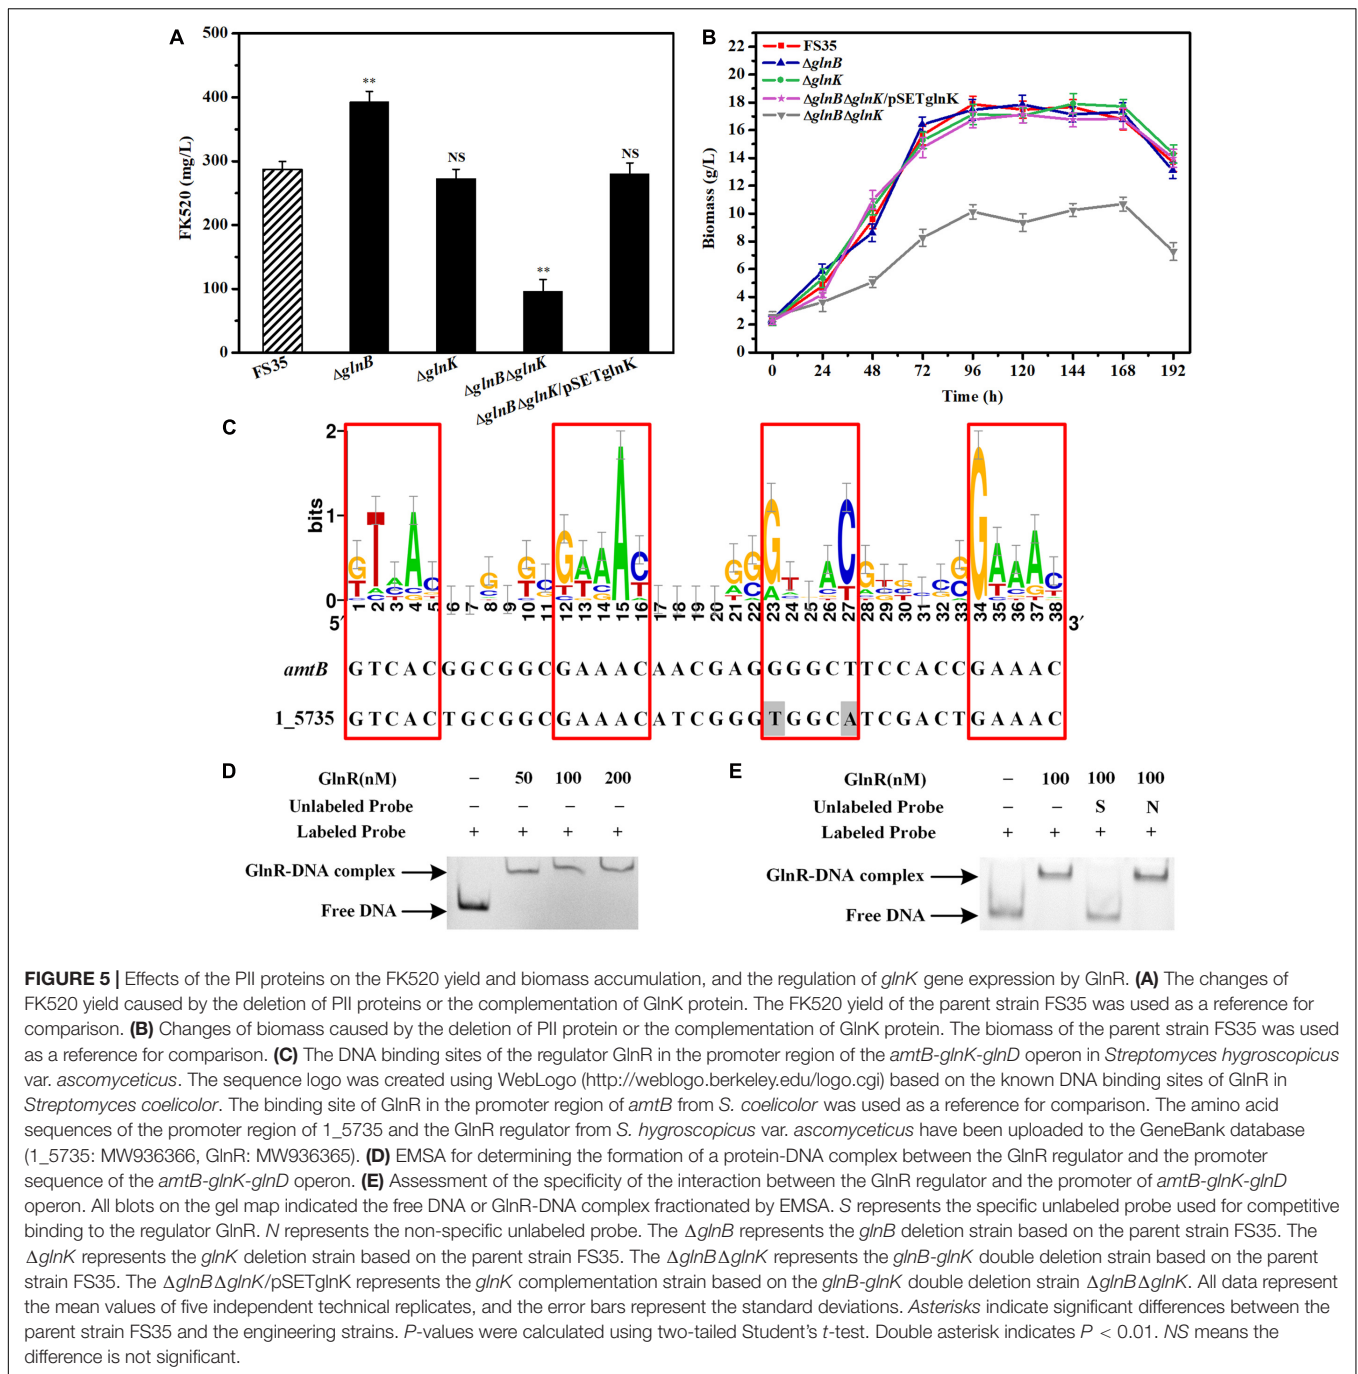 A
500
400
300
200
100
0
FK520 (mg/L)
**
NS
**
NS
FS35
ΔglnB
ΔglnK
ΔglnBΔglnK
ΔglnBΔglnK/pSETglnK
B
22
20
18
16
14
12
10
8
6
4
2
0
Biomass (g/L)
FS35
ΔglnB
ΔglnK
ΔglnBΔglnK/pSETglnK
ΔglnBΔglnK
0 24 48 72 96 120 144 168 192
Time (h)
C
2
1
0
bits
5′ 1 2 3 4 5 6 7 8 9 10 11 12 13 14 15 16 17 18 19 20 21 22 23 24 25 26 27 28 29 30 31 32 33 34 35 36 37 38 3′
amtB G T C A C G G C G G C G A A A C A A C G A G G G G C T T C C A C C G A A A C
1_5735 G T C A C T G C G G C G A A A C A T C G G G T G G C A T C G A C T G A A A C
D
GlnR(nM) – 50 100 200
Unlabeled Probe – – – –
Labeled Probe + + + +
GlnR-DNA complex
Free DNA
E
GlnR(nM) – 100 100 100
Unlabeled Probe – – S N
Labeled Probe + + + +
GlnR-DNA complex
Free DNA
FIGURE 5 | Effects of the PII proteins on the FK520 yield and biomass accumulation, and the regulation of glnK gene expression by GlnR. (A) The changes of
FK520 yield caused by the deletion of PII proteins or the complementation of GlnK protein. The FK520 yield of the parent strain FS35 was used as a reference for
comparison. (B) Changes of biomass caused by the deletion of PII protein or the complementation of GlnK protein. The biomass of the parent strain FS35 was used
as a reference for comparison. (C) The DNA binding sites of the regulator GlnR in the promoter region of the amtB-glnK-glnD operon in Streptomyces hygroscopicus
var. ascomyceticus. The sequence logo was created using WebLogo (http://weblogo.berkeley.edu/logo.cgi) based on the known DNA binding sites of GlnR in
Streptomyces coelicolor. The binding site of GlnR in the promoter region of amtB from S. coelicolor was used as a reference for comparison. The amino acid
sequences of the promoter region of 1_5735 and the GlnR regulator from S. hygroscopicus var. ascomyceticus have been uploaded to the GeneBank database
(1_5735: MW936366, GlnR: MW936365). (D) EMSA for determining the formation of a protein-DNA complex between the GlnR regulator and the promoter
sequence of the amtB-glnK-glnD operon. (E) Assessment of the specificity of the interaction between the GlnR regulator and the promoter of amtB-glnK-glnD
operon. All blots on the gel map indicated the free DNA or GlnR-DNA complex fractionated by EMSA. S represents the specific unlabeled probe used for competitive
binding to the regulator GlnR. N represents the non-specific unlabeled probe. The ΔglnB represents the glnB deletion strain based on the parent strain FS35. The
ΔglnK represents the glnK deletion strain based on the parent strain FS35. The ΔglnBΔglnK represents the glnB-glnK double deletion strain based on the parent
strain FS35. The ΔglnBΔglnK/pSETglnK represents the glnK complementation strain based on the glnB-glnK double deletion strain ΔglnBΔglnK. All data represent
the mean values of five independent technical replicates, and the error bars represent the standard deviations. Asterisks indicate significant differences between the
parent strain FS35 and the engineering strains. P-values were calculated using two-tailed Student's t-test. Double asterisk indicates P < 0.01. NS means the
difference is not significant.